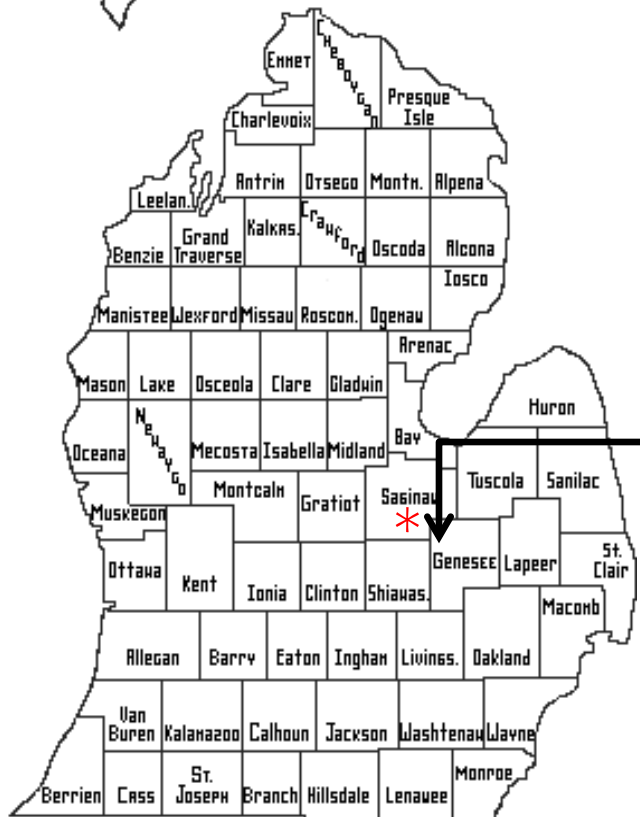 Emmet
Cheboygan
Presque
Isle
Charlevoix
Antrim
Otsego
Montm.
Alpena
Leelan.
Benzie
Grand
Traverse
Kalkas.
Crawford
Oscoda
Alcona
Iosco
Manistee
Wexford
Missau
Roscom.
Ogemaw
Arenac
Mason
Lake
Osceola
Clare
Gladwin
Huron
Oceana
Newaygo
Mecosta
Isabella
Midland
Bay
Tuscola
Sanilac
Montcalm
Gratiot
Saginaw
*
Muskegon
Ottawa
Kent
Ionia
Clinton
Shiawas.
Genesee
Lapeer
St.
Clair
Macomb
Allegan
Barry
Eaton
Ingham
Livings.
Oakland
Van
Buren
Kalamazoo
Calhoun
Jackson
Washtenaw
Wayne
Berrien
Cass
St.
Joseph
Branch
Hillsdale
Lenawee
Monroe